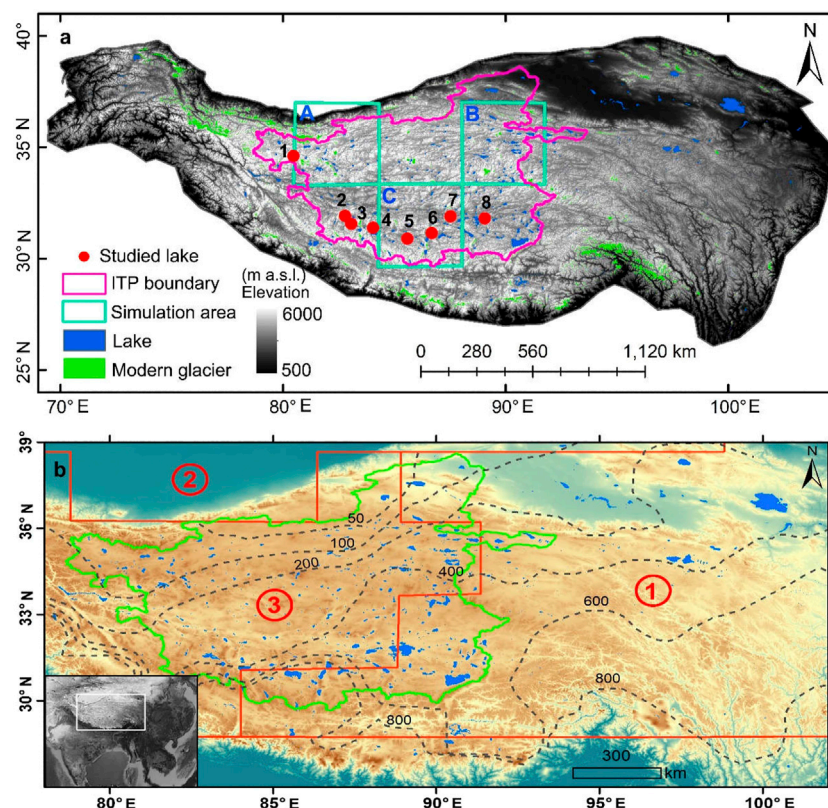 a
40°
35° N
30° N
25° N
A
B
C
N
1
2
3
4
5
6
7
8
Studied lake
ITP boundary
Simulation area
Lake
Modern glacier
(m a.s.l.)
Elevation
6000
500
0 280 560 1,120 km
70° E 80° E 90° E 100° E
b
39°
36°N
33°N
30°N
N
2
50
100
200
400
1
600
3
800
800
300
km
80° E 85° E 90° E 95° E 100° E